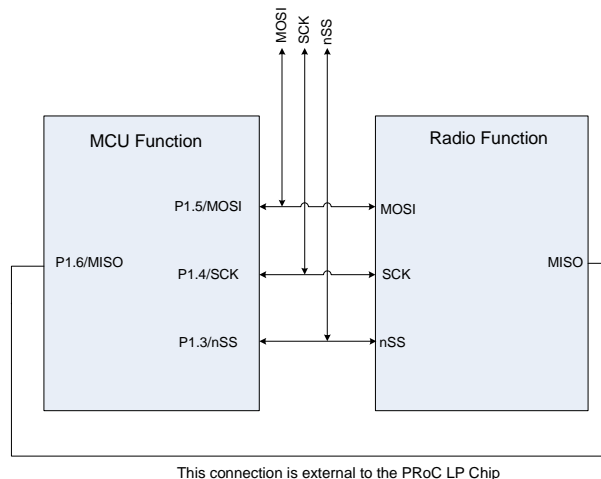 MOSI
SCK
nSS
MCU Function
Radio Function
P1.5/MOSI
MOSI
P1.6/MISO
MISO
P1.4/SCK
SCK
P1.3/nSS
nSS
This connection is external to the PRoC LP Chip